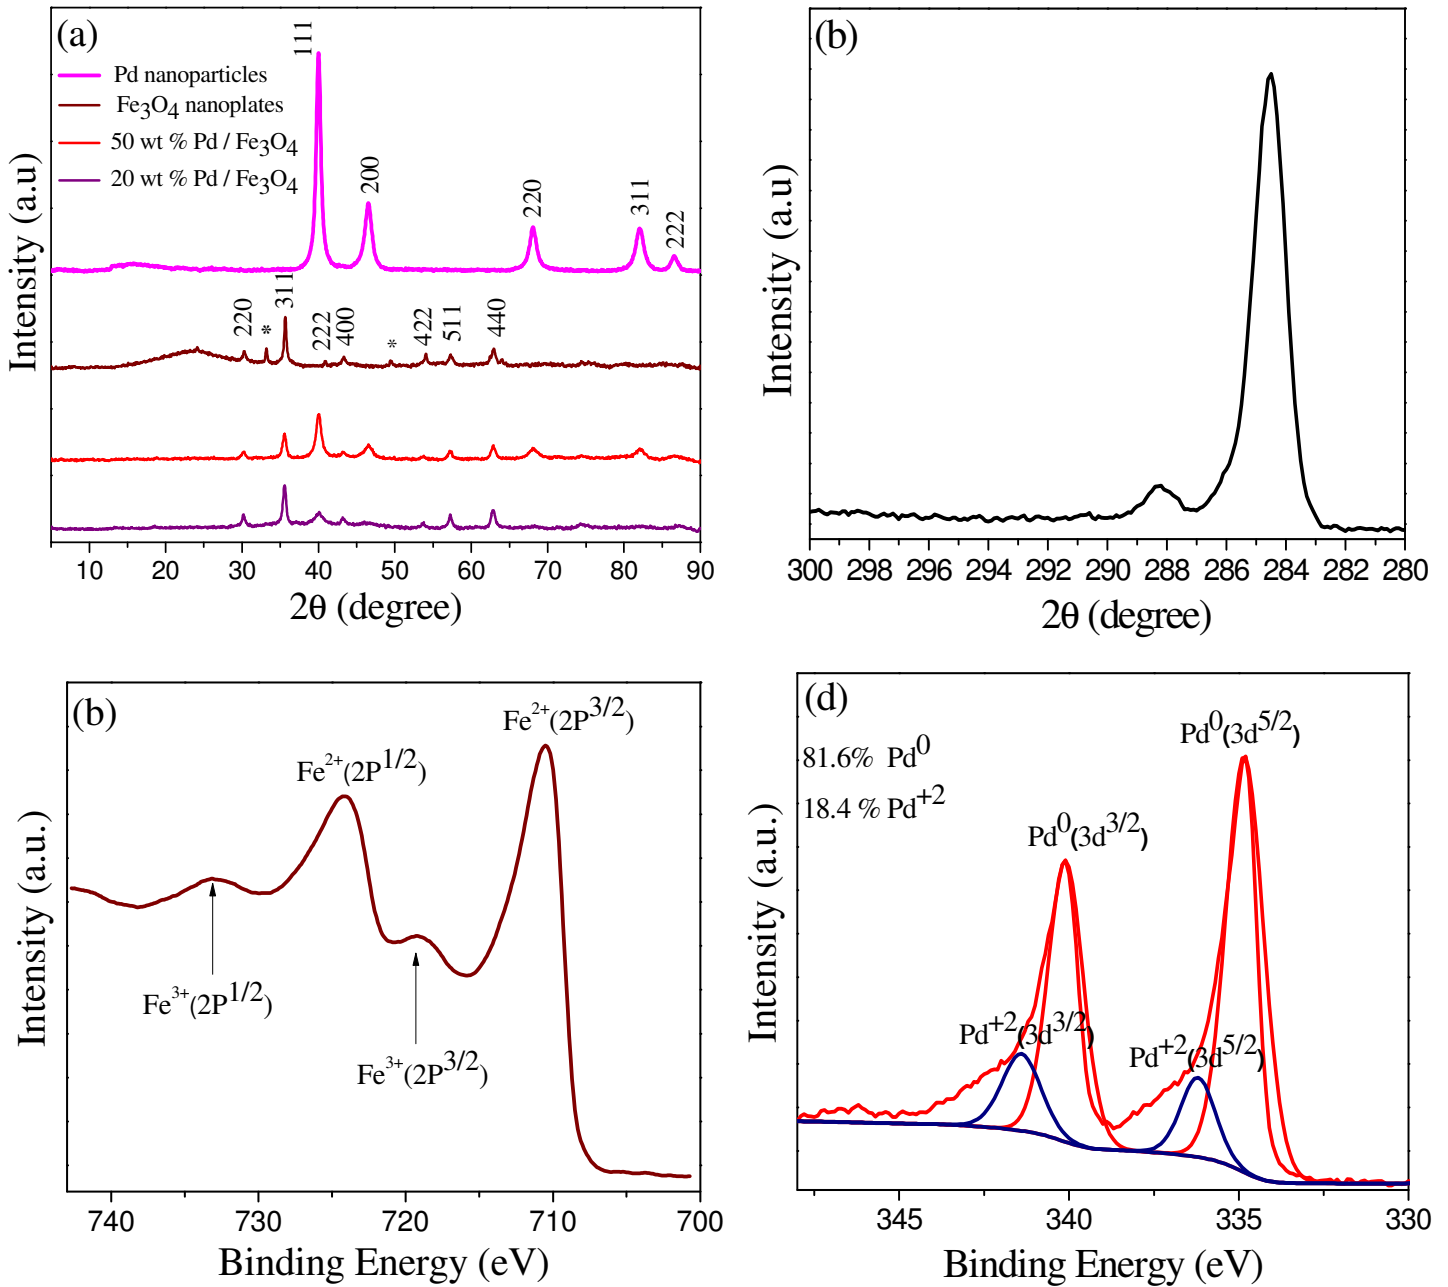 (a)
Pd nanoparticles
Fe3O4 nanoplates
50 wt % Pd / Fe3O4
20 wt % Pd / Fe3O4
111
200
220
311
222
220
*
311
222
400
*
422
511
440
Intensity (a.u)
10 20 30 40 50 60 70 80 90
2θ (degree)
(b)
Intensity (a.u)
300 298 296 294 292 290 288 286 284 282 280
2θ (degree)
(b)
Fe2+(2P3/2)
Fe2+(2P1/2)
Fe3+(2P1/2)
Fe3+(2P3/2)
Intensity (a.u.)
740 730 720 710 700
Binding Energy (eV)
(d)
81.6% Pd0
18.4 % Pd+2
Pd0(3d5/2)
Pd0(3d3/2)
Pd+2(3d3/2)
Pd+2(3d5/2)
Intensity (a.u.)
345 340 335 330
Binding Energy (eV)